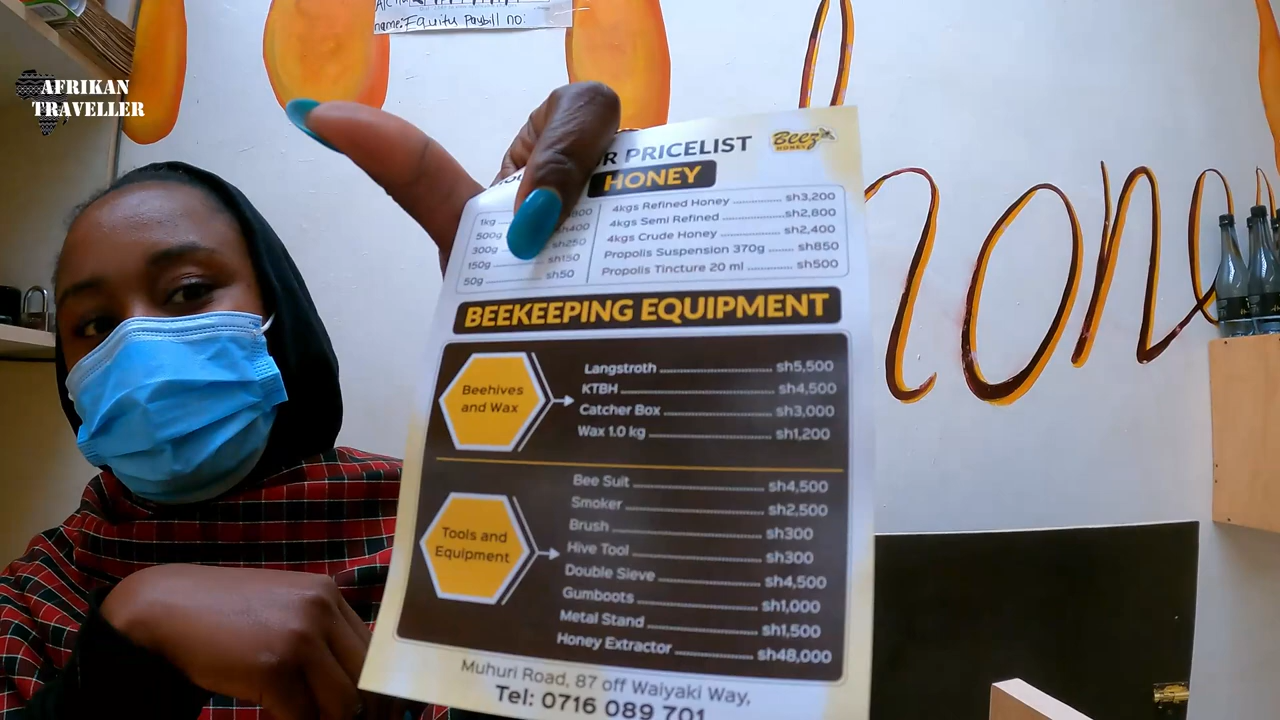 AFRIKAN
TRAVELLER
name: Equity Paybill no:
PRICELIST
Beez
HONEY
HONEY
1kg
500g sh400
300g sh250
150g sh150
50g sh50
4kgs Refined Honey sh3,200
4kgs Semi Refined sh2,800
4kgs Crude Honey sh2,400
Propolis Suspension 370g sh850
Propolis Tincture 20 ml sh500
BEEKEEPING EQUIPMENT
Beehives
and Wax
Langstroth sh5,500
KTBH sh4,500
Catcher Box sh3,000
Wax 1.0 kg sh1,200
Tools and
Equipment
Bee Suit sh4,500
Smoker sh2,500
Brush sh300
Hive Tool sh300
Double Sieve sh4,500
Gumboots sh1,000
Metal Stand sh1,500
Honey Extractor sh48,000
Muhuri Road, 87 off Waiyaki Way,
Tel: 0716 089 701